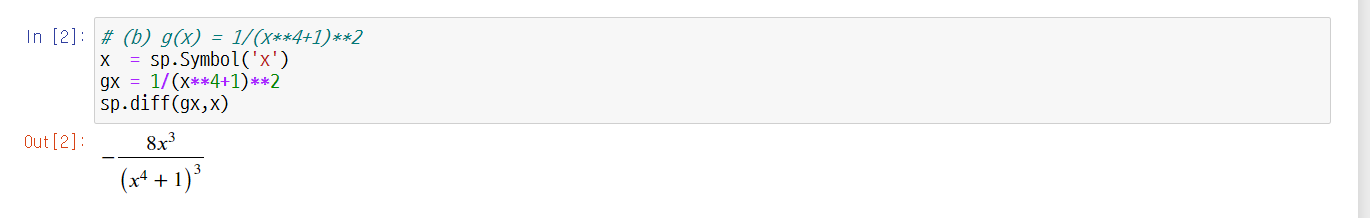 In [2]: # (b) g(x) = 1/(x**4+1)**2
x  = sp.Symbol('x')
gx = 1/(x**4+1)**2
sp.diff(gx,x)
Out[2]: −8x³/(x⁴ + 1)³